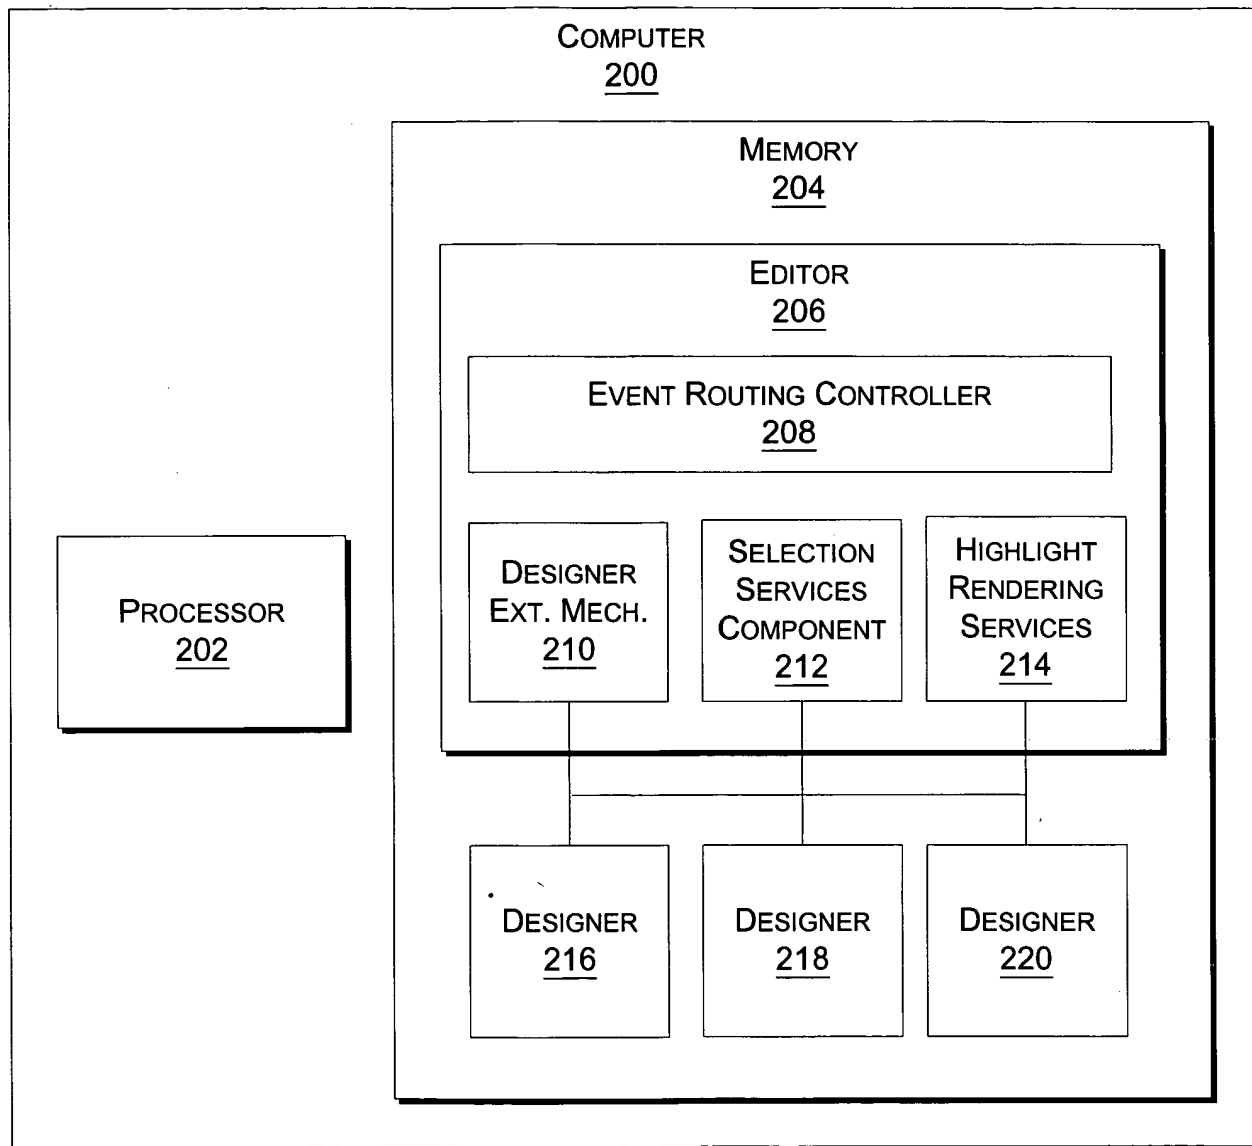 COMPUTER
200
MEMORY
204
EDITOR
206
EVENT ROUTING CONTROLLER
208
PROCESSOR
202
DESIGNER
EXT. MECH.
210
SELECTION
SERVICES
COMPONENT
212
HIGHLIGHT
RENDERING
SERVICES
214
DESIGNER
216
DESIGNER
218
DESIGNER
220